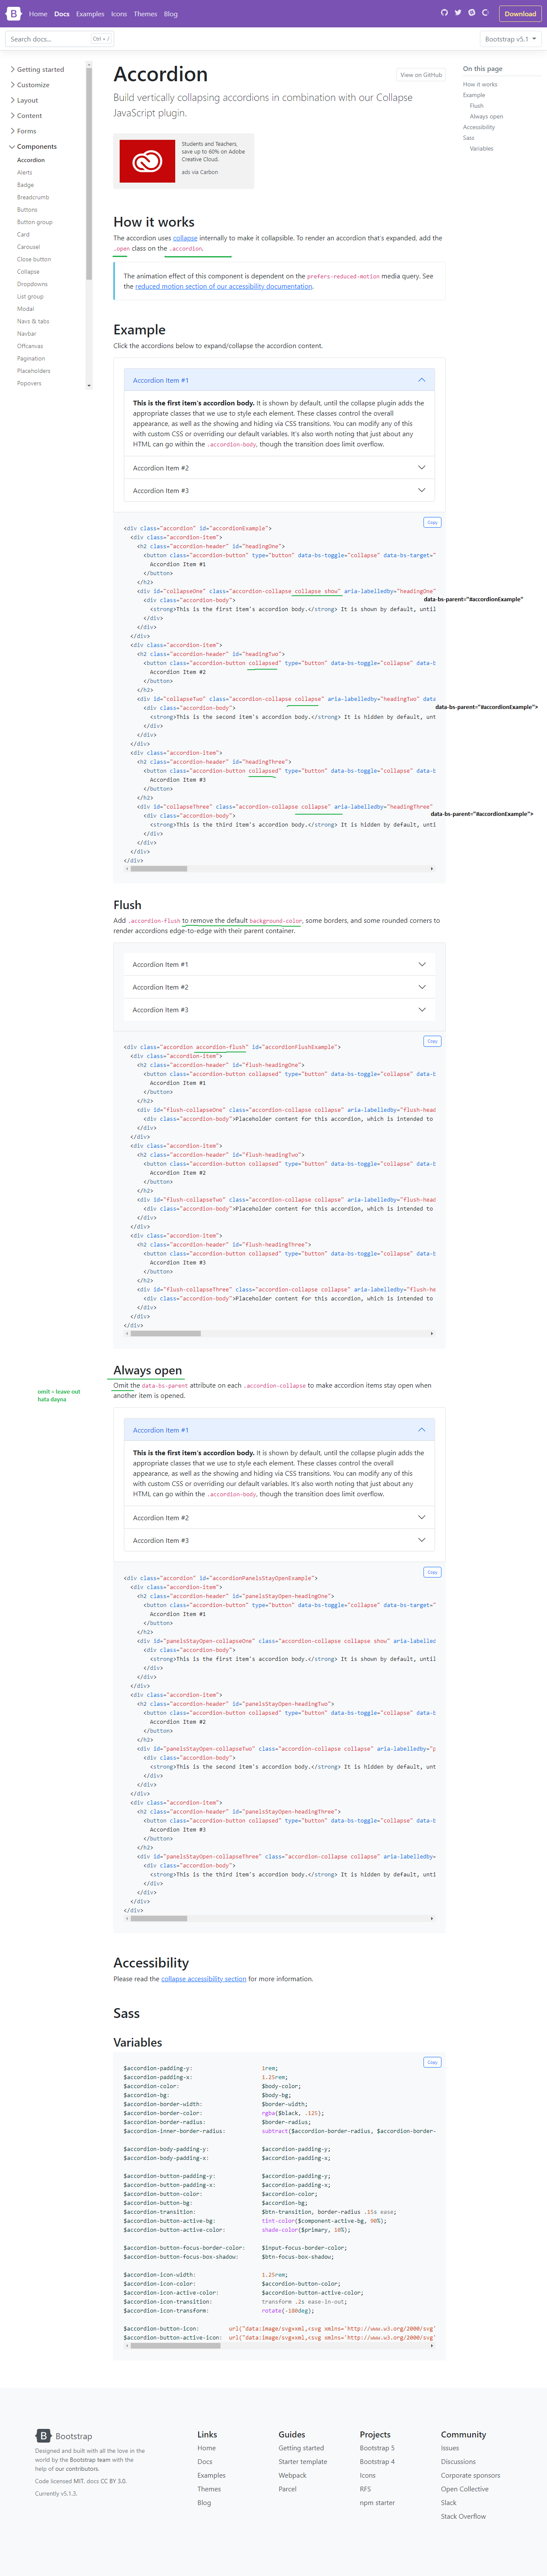 B Home Docs Examples Icons Themes Blog Download
Search docs... Ctrl + / Bootstrap v5.1
Getting started
Customize
Layout
Content
Forms
Components
Accordion
Alerts
Badge
Breadcrumb
Buttons
Button group
Card
Carousel
Close button
Collapse
Dropdowns
List group
Modal
Navs & tabs
Navbar
Offcanvas
Pagination
Placeholders
Popovers
Accordion
View on GitHub
Build vertically collapsing accordions in combination with our Collapse
JavaScript plugin.
On this page
How it works
Example
Flush
Always open
Accessibility
Sass
Variables
Students and Teachers,
save up to 60% on Adobe
Creative Cloud.
ads via Carbon
How it works
The accordion uses collapse internally to make it collapsible. To render an accordion that's expanded, add the
.open class on the .accordion.
The animation effect of this component is dependent on the prefers-reduced-motion media query. See
the reduced motion section of our accessibility documentation.
Example
Click the accordions below to expand/collapse the accordion content.
Accordion Item #1
This is the first item's accordion body. It is shown by default, until the collapse plugin adds the
appropriate classes that we use to style each element. These classes control the overall
appearance, as well as the showing and hiding via CSS transitions. You can modify any of this
with custom CSS or overriding our default variables. It's also worth noting that just about any
HTML can go within the .accordion-body, though the transition does limit overflow.
Accordion Item #2
Accordion Item #3
Copy
<div class="accordion" id="accordionExample">
<div class="accordion-item">
<h2 class="accordion-header" id="headingOne">
<button class="accordion-button" type="button" data-bs-toggle="collapse" data-bs-target="
Accordion Item #1
</button>
</h2>
<div id="collapseOne" class="accordion-collapse collapse show" aria-labelledby="headingOne"
data-bs-parent="#accordionExample"
<div class="accordion-body">
<strong>This is the first item's accordion body.</strong> It is shown by default, until
</div>
</div>
</div>
<div class="accordion-item">
<h2 class="accordion-header" id="headingTwo">
<button class="accordion-button collapsed" type="button" data-bs-toggle="collapse" data-b
Accordion Item #2
</button>
</h2>
<div id="collapseTwo" class="accordion-collapse collapse" aria-labelledby="headingTwo" data
data-bs-parent="#accordionExample">
<div class="accordion-body">
<strong>This is the second item's accordion body.</strong> It is hidden by default, unt
</div>
</div>
</div>
<div class="accordion-item">
<h2 class="accordion-header" id="headingThree">
<button class="accordion-button collapsed" type="button" data-bs-toggle="collapse" data-b
Accordion Item #3
</button>
</h2>
<div id="collapseThree" class="accordion-collapse collapse" aria-labelledby="headingThree"
data-bs-parent="#accordionExample">
<div class="accordion-body">
<strong>This is the third item's accordion body.</strong> It is hidden by default, unti
</div>
</div>
</div>
</div>
Flush
Add .accordion-flush to remove the default background-color, some borders, and some rounded corners to
render accordions edge-to-edge with their parent container.
Accordion Item #1
Accordion Item #2
Accordion Item #3
Copy
<div class="accordion accordion-flush" id="accordionFlushExample">
<div class="accordion-item">
<h2 class="accordion-header" id="flush-headingOne">
<button class="accordion-button collapsed" type="button" data-bs-toggle="collapse" data-b
Accordion Item #1
</button>
</h2>
<div id="flush-collapseOne" class="accordion-collapse collapse" aria-labelledby="flush-head
<div class="accordion-body">Placeholder content for this accordion, which is intended to
</div>
</div>
<div class="accordion-item">
<h2 class="accordion-header" id="flush-headingTwo">
<button class="accordion-button collapsed" type="button" data-bs-toggle="collapse" data-b
Accordion Item #2
</button>
</h2>
<div id="flush-collapseTwo" class="accordion-collapse collapse" aria-labelledby="flush-head
<div class="accordion-body">Placeholder content for this accordion, which is intended to
</div>
</div>
<div class="accordion-item">
<h2 class="accordion-header" id="flush-headingThree">
<button class="accordion-button collapsed" type="button" data-bs-toggle="collapse" data-b
Accordion Item #3
</button>
</h2>
<div id="flush-collapseThree" class="accordion-collapse collapse" aria-labelledby="flush-he
<div class="accordion-body">Placeholder content for this accordion, which is intended to
</div>
</div>
</div>
Always open
Omit the data-bs-parent attribute on each .accordion-collapse to make accordion items stay open when
another item is opened.
omit = leave out
hata dayna
Accordion Item #1
This is the first item's accordion body. It is shown by default, until the collapse plugin adds the
appropriate classes that we use to style each element. These classes control the overall
appearance, as well as the showing and hiding via CSS transitions. You can modify any of this
with custom CSS or overriding our default variables. It's also worth noting that just about any
HTML can go within the .accordion-body, though the transition does limit overflow.
Accordion Item #2
Accordion Item #3
Copy
<div class="accordion" id="accordionPanelsStayOpenExample">
<div class="accordion-item">
<h2 class="accordion-header" id="panelsStayOpen-headingOne">
<button class="accordion-button" type="button" data-bs-toggle="collapse" data-bs-target="
Accordion Item #1
</button>
</h2>
<div id="panelsStayOpen-collapseOne" class="accordion-collapse collapse show" aria-labelled
<div class="accordion-body">
<strong>This is the first item's accordion body.</strong> It is shown by default, until
</div>
</div>
</div>
<div class="accordion-item">
<h2 class="accordion-header" id="panelsStayOpen-headingTwo">
<button class="accordion-button collapsed" type="button" data-bs-toggle="collapse" data-b
Accordion Item #2
</button>
</h2>
<div id="panelsStayOpen-collapseTwo" class="accordion-collapse collapse" aria-labelledby="p
<div class="accordion-body">
<strong>This is the second item's accordion body.</strong> It is hidden by default, unt
</div>
</div>
</div>
<div class="accordion-item">
<h2 class="accordion-header" id="panelsStayOpen-headingThree">
<button class="accordion-button collapsed" type="button" data-bs-toggle="collapse" data-b
Accordion Item #3
</button>
</h2>
<div id="panelsStayOpen-collapseThree" class="accordion-collapse collapse" aria-labelledby=
<div class="accordion-body">
<strong>This is the third item's accordion body.</strong> It is hidden by default, unti
</div>
</div>
</div>
</div>
Accessibility
Please read the collapse accessibility section for more information.
Sass
Variables
Copy
$accordion-padding-y: 1rem;
$accordion-padding-x: 1.25rem;
$accordion-color: $body-color;
$accordion-bg: $body-bg;
$accordion-border-width: $border-width;
$accordion-border-color: rgba($black, .125);
$accordion-border-radius: $border-radius;
$accordion-inner-border-radius: subtract($accordion-border-radius, $accordion-border-
$accordion-body-padding-y: $accordion-padding-y;
$accordion-body-padding-x: $accordion-padding-x;
$accordion-button-padding-y: $accordion-padding-y;
$accordion-button-padding-x: $accordion-padding-x;
$accordion-button-color: $accordion-color;
$accordion-button-bg: $accordion-bg;
$accordion-transition: $btn-transition, border-radius .15s ease;
$accordion-button-active-bg: tint-color($component-active-bg, 90%);
$accordion-button-active-color: shade-color($primary, 10%);
$accordion-button-focus-border-color: $input-focus-border-color;
$accordion-button-focus-box-shadow: $btn-focus-box-shadow;
$accordion-icon-width: 1.25rem;
$accordion-icon-color: $accordion-button-color;
$accordion-icon-active-color: $accordion-button-active-color;
$accordion-icon-transition: transform .2s ease-in-out;
$accordion-icon-transform: rotate(-180deg);
$accordion-button-icon: url("data:image/svg+xml,<svg xmlns='http://www.w3.org/2000/svg'
$accordion-button-active-icon: url("data:image/svg+xml,<svg xmlns='http://www.w3.org/2000/svg'
B Bootstrap
Designed and built with all the love in the
world by the Bootstrap team with the
help of our contributors.
Code licensed MIT, docs CC BY 3.0.
Currently v5.1.3.
Links
Home
Docs
Examples
Themes
Blog
Guides
Getting started
Starter template
Webpack
Parcel
Projects
Bootstrap 5
Bootstrap 4
Icons
RFS
npm starter
Community
Issues
Discussions
Corporate sponsors
Open Collective
Slack
Stack Overflow